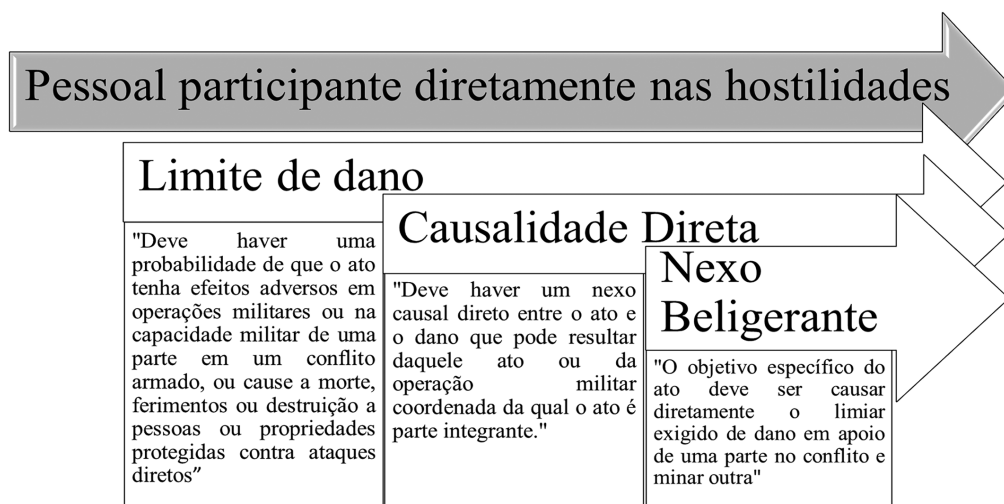 Pessoal participante diretamente nas hostilidades
Limite de dano
"Deve haver uma
probabilidade de que o ato
tenha efeitos adversos em
operações militares ou na
capacidade militar de uma
parte em um conflito
armado, ou cause a morte,
ferimentos ou destruição a
pessoas ou propriedades
protegidas contra ataques
diretos”
Causalidade Direta
"Deve haver um nexo
causal direto entre o ato e
o dano que pode resultar
daquele ato ou da
operação militar
coordenada da qual o ato é
parte integrante."
Nexo
Beligerante
"O objetivo específico do
ato deve ser causar
diretamente o limiar
exigido de dano em apoio
de uma parte no conflito e
minar outra"